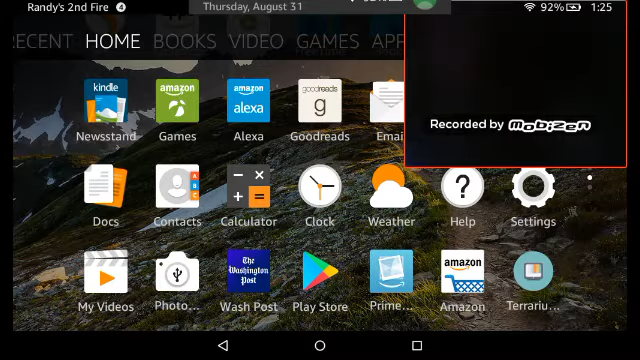 Randy's 2nd Fire 4
Thursday, August 31
92% 1:25
RECENT HOME BOOKS VIDEO GAMES APP
Recorded by Mobizen
kindle
amazon
amazon alexa
goodreads g
Newsstand Games Alexa Goodreads Emai
Docs Contacts Calculator Clock Weather Help Settings
The Washington Post
amazon
My Videos Photo... Wash Post Play Store Prime... Amazon Terrariu...